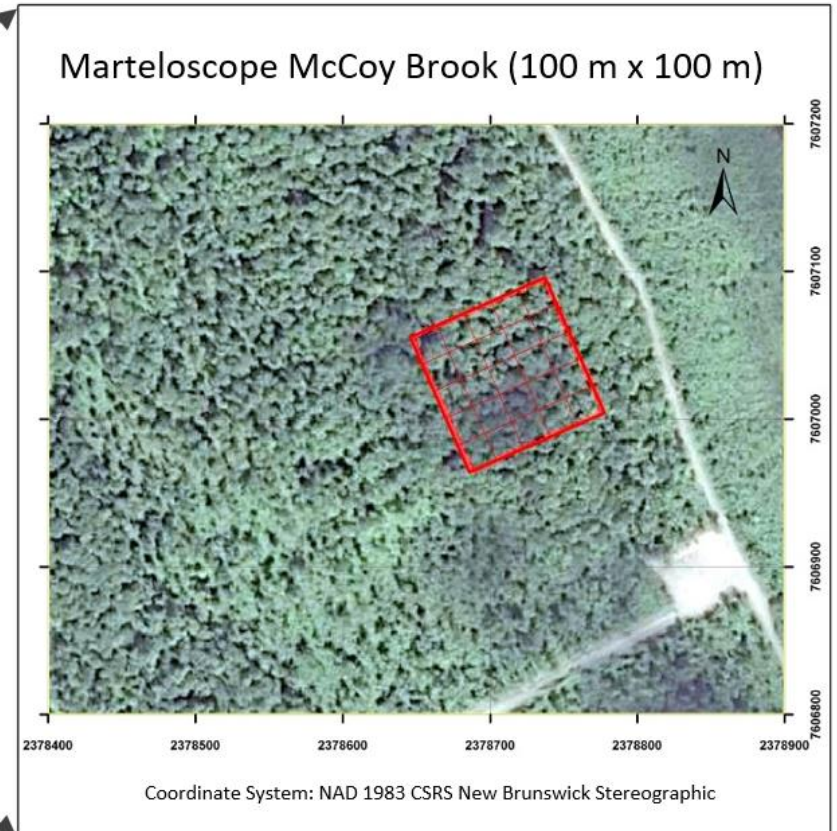 Marteloscope McCoy Brook (100 m x 100 m)
N
7607200
7607100
7607000
7606900
7606800
2378400 2378500 2378600 2378700 2378800 2378900
Coordinate System: NAD 1983 CSRS New Brunswick Stereographic